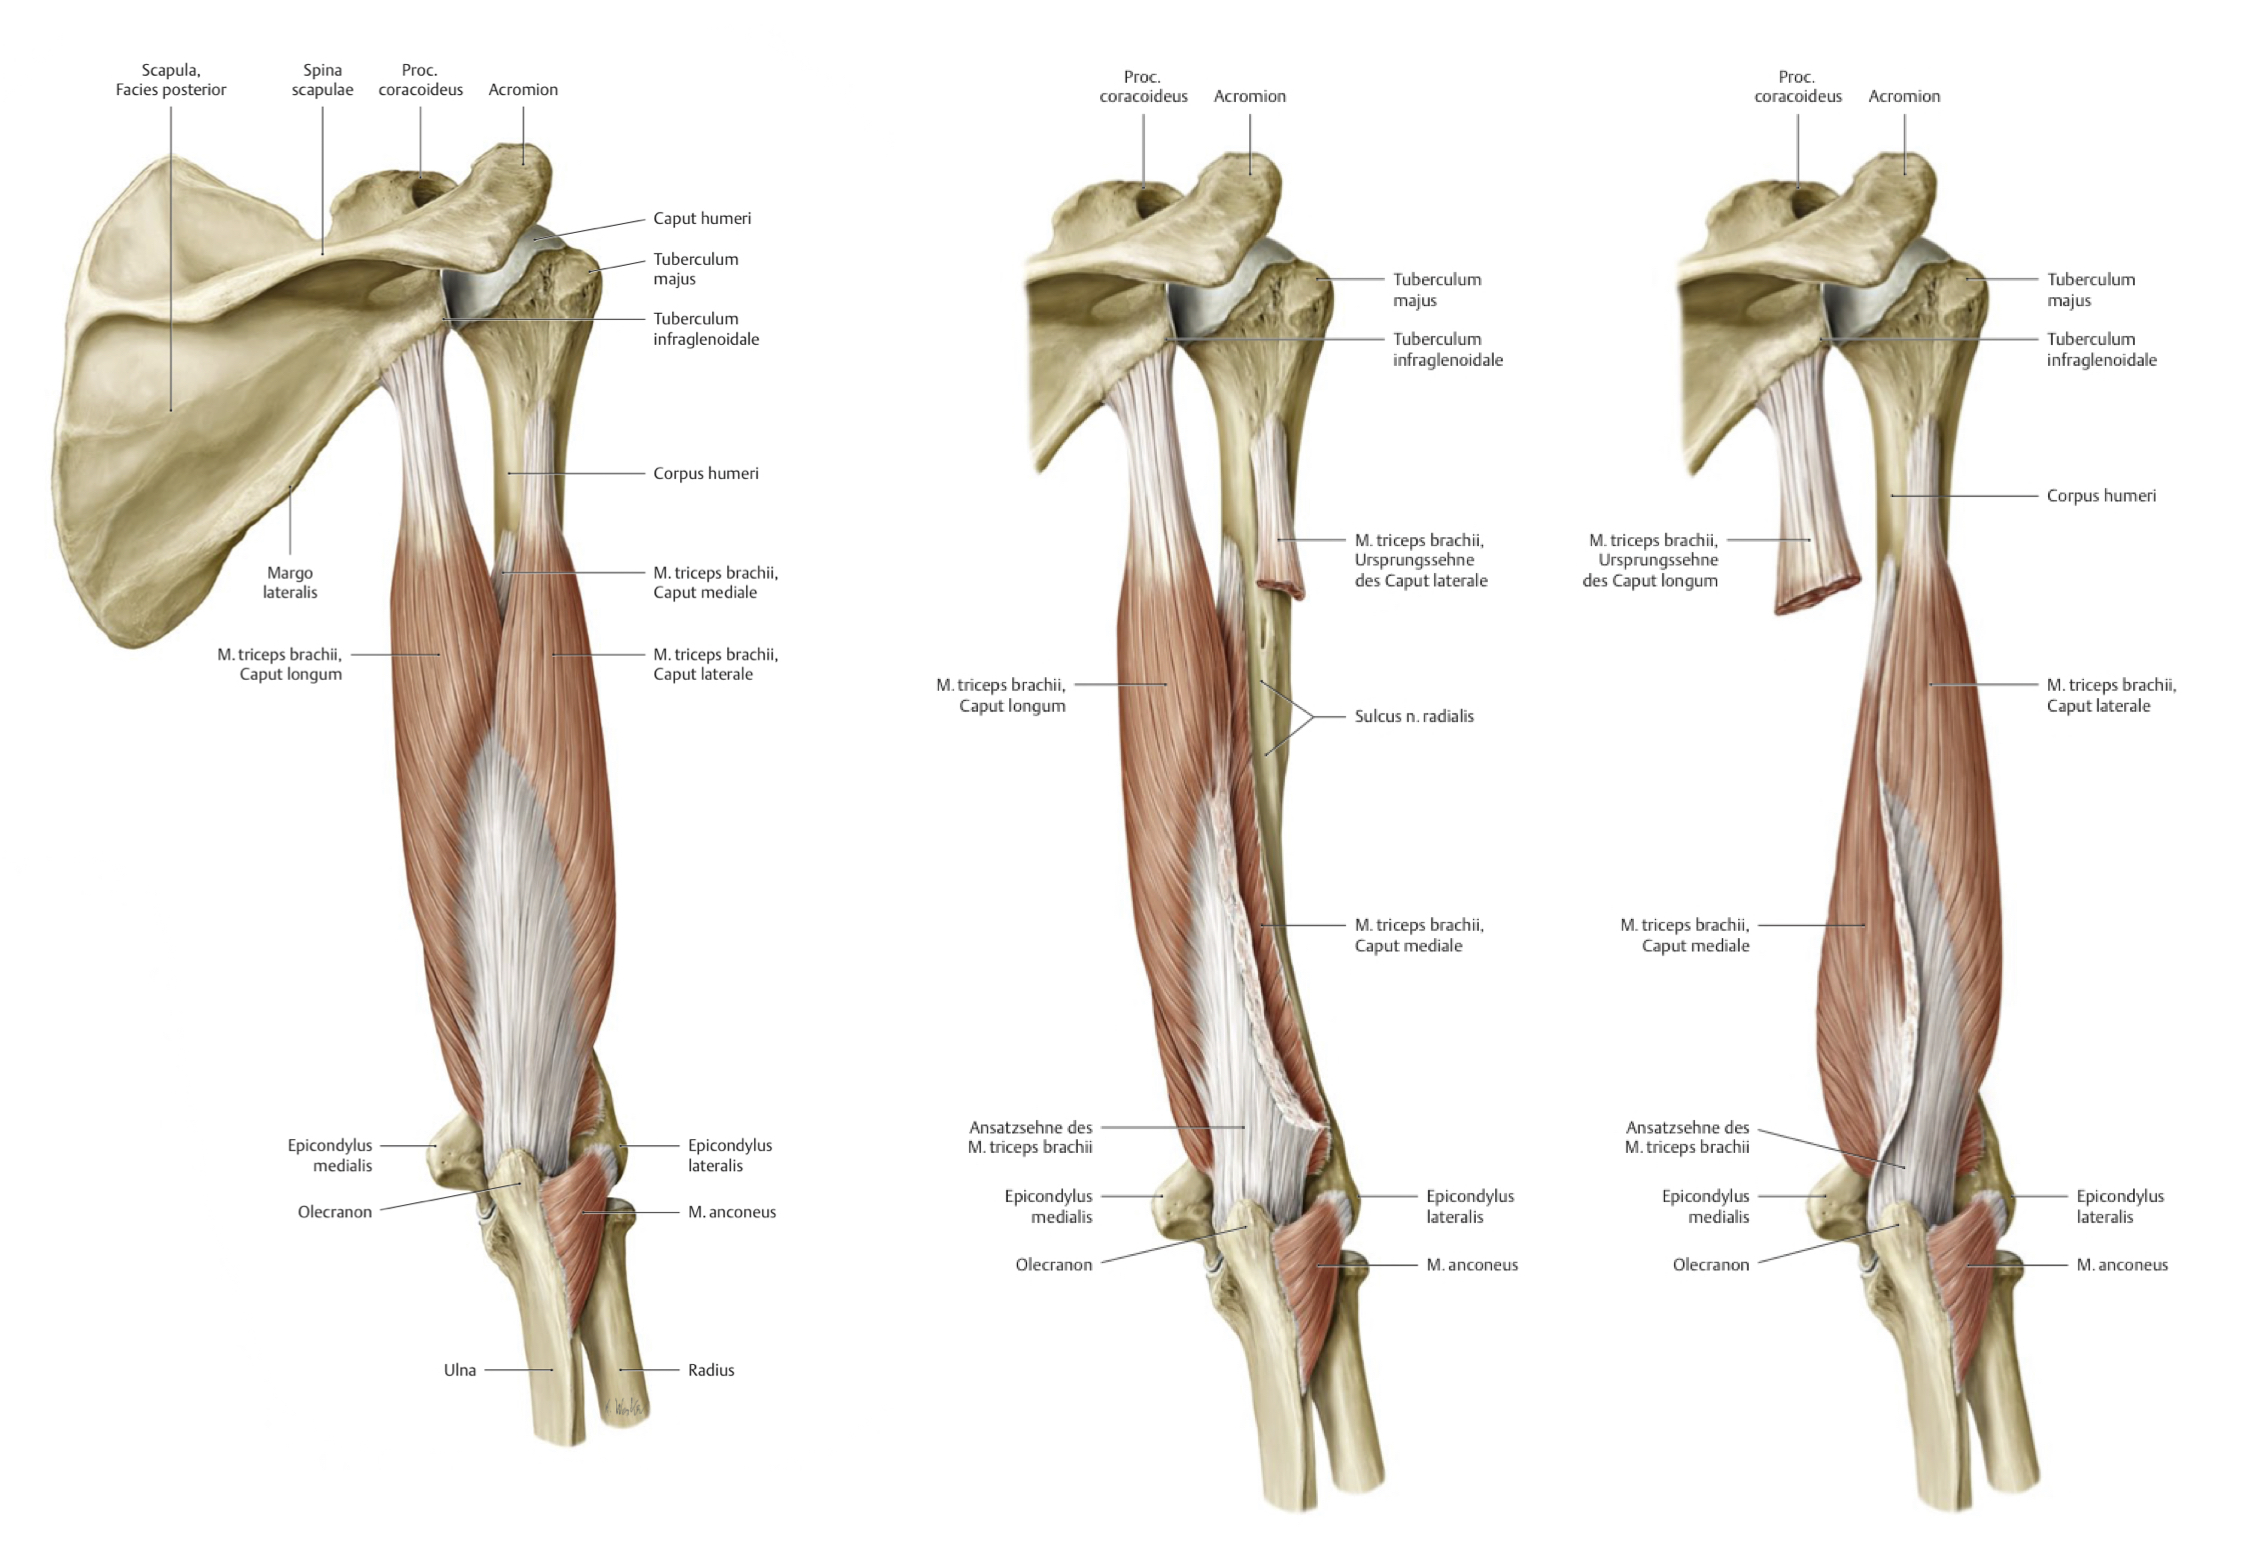 Scapula,
Facies posterior
Spina
scapulae
Proc.
coracoideus
Acromion
Caput humeri
Tuberculum
majus
Tuberculum
infraglenoidale
Corpus humeri
Margo
lateralis
M. triceps brachii,
Caput mediale
M. triceps brachii,
Caput longum
M. triceps brachii,
Caput laterale
Epicondylus
medialis
Epicondylus
lateralis
Olecranon
M. anconeus
Ulna
Radius
Proc.
coracoideus
Acromion
Tuberculum
majus
Tuberculum
infraglenoidale
M. triceps brachii,
Ursprungssehne
des Caput laterale
M. triceps brachii,
Caput longum
Sulcus n. radialis
M. triceps brachii,
Caput mediale
Ansatzsehne des
M. triceps brachii
Epicondylus
medialis
Epicondylus
lateralis
Olecranon
M. anconeus
Proc.
coracoideus
Acromion
Tuberculum
majus
Tuberculum
infraglenoidale
Corpus humeri
M. triceps brachii,
Ursprungssehne
des Caput longum
M. triceps brachii,
Caput laterale
M. triceps brachii,
Caput mediale
Ansatzsehne des
M. triceps brachii
Epicondylus
medialis
Epicondylus
lateralis
Olecranon
M. anconeus